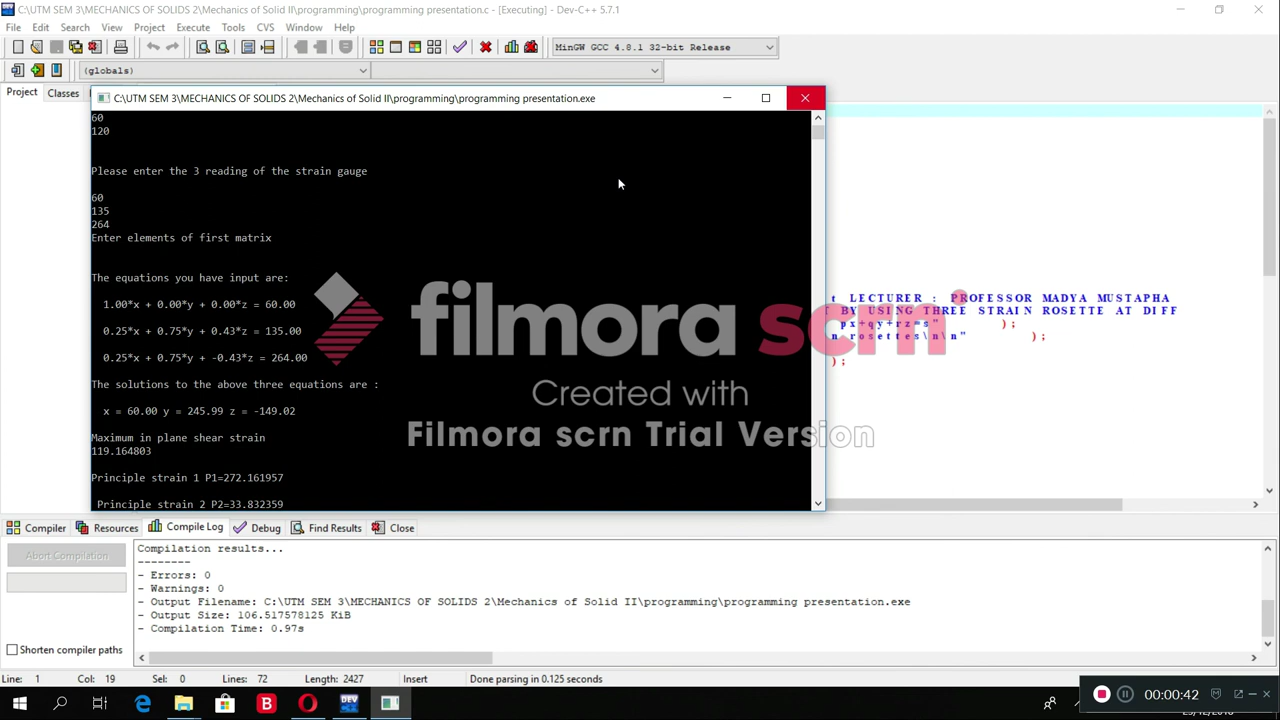 C:\UTM SEM 3\MECHANICS OF SOLIDS 2\Mechanics of Solid II\programming\programming presentation.c - [Executing] - Dev-C++ 5.7.1
File Edit Search View Project Execute Tools CVS Window Help
MinGW GCC 4.8.1 32-bit Release
(globals)
Project Classes
C:\UTM SEM 3\MECHANICS OF SOLIDS 2\Mechanics of Solid II\programming\programming presentation.exe
60
120
Please enter the 3 reading of the strain gauge
60
135
264
Enter elements of first matrix
The equations you have input are:
1.00*x + 0.00*y + 0.00*z = 60.00
0.25*x + 0.75*y + 0.43*z = 135.00
0.25*x + 0.75*y + -0.43*z = 264.00
The solutions to the above three equations are :
x = 60.00 y = 245.99 z = -149.02
Maximum in plane shear strain
119.164803
Principle strain 1 P1=272.161957
Principle strain 2 P2=33.832359
t LECTURER : PROFESSOR MADYA MUSTAPHA
T BY USING THREE STRAIN ROSETTE AT DIFF
px+qy+rz=s" );
n rosettes\n\n" );
);
filmora scrn
Created with
Filmora scrn Trial Version
Compiler Resources Compile Log Debug Find Results Close
Abort Compilation
Compilation results...
--------
- Errors: 0
- Warnings: 0
- Output Filename: C:\UTM SEM 3\MECHANICS OF SOLIDS 2\Mechanics of Solid II\programming\programming presentation.exe
- Output Size: 106.517578125 KiB
- Compilation Time: 0.97s
Shorten compiler paths
Line: 1 Col: 19 Sel: 0 Lines: 72 Length: 2427 Insert Done parsing in 0.125 seconds
DEV
B
00:00:42